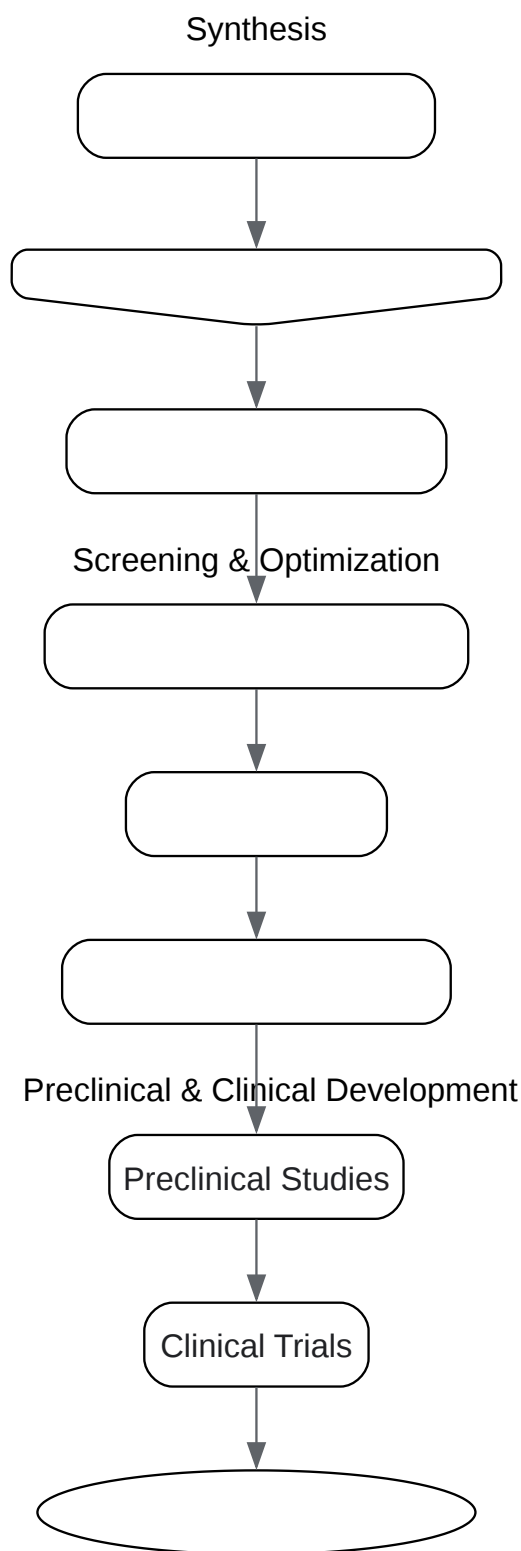 Synthesis
Screening & Optimization
Preclinical & Clinical Development
Preclinical Studies
Clinical Trials